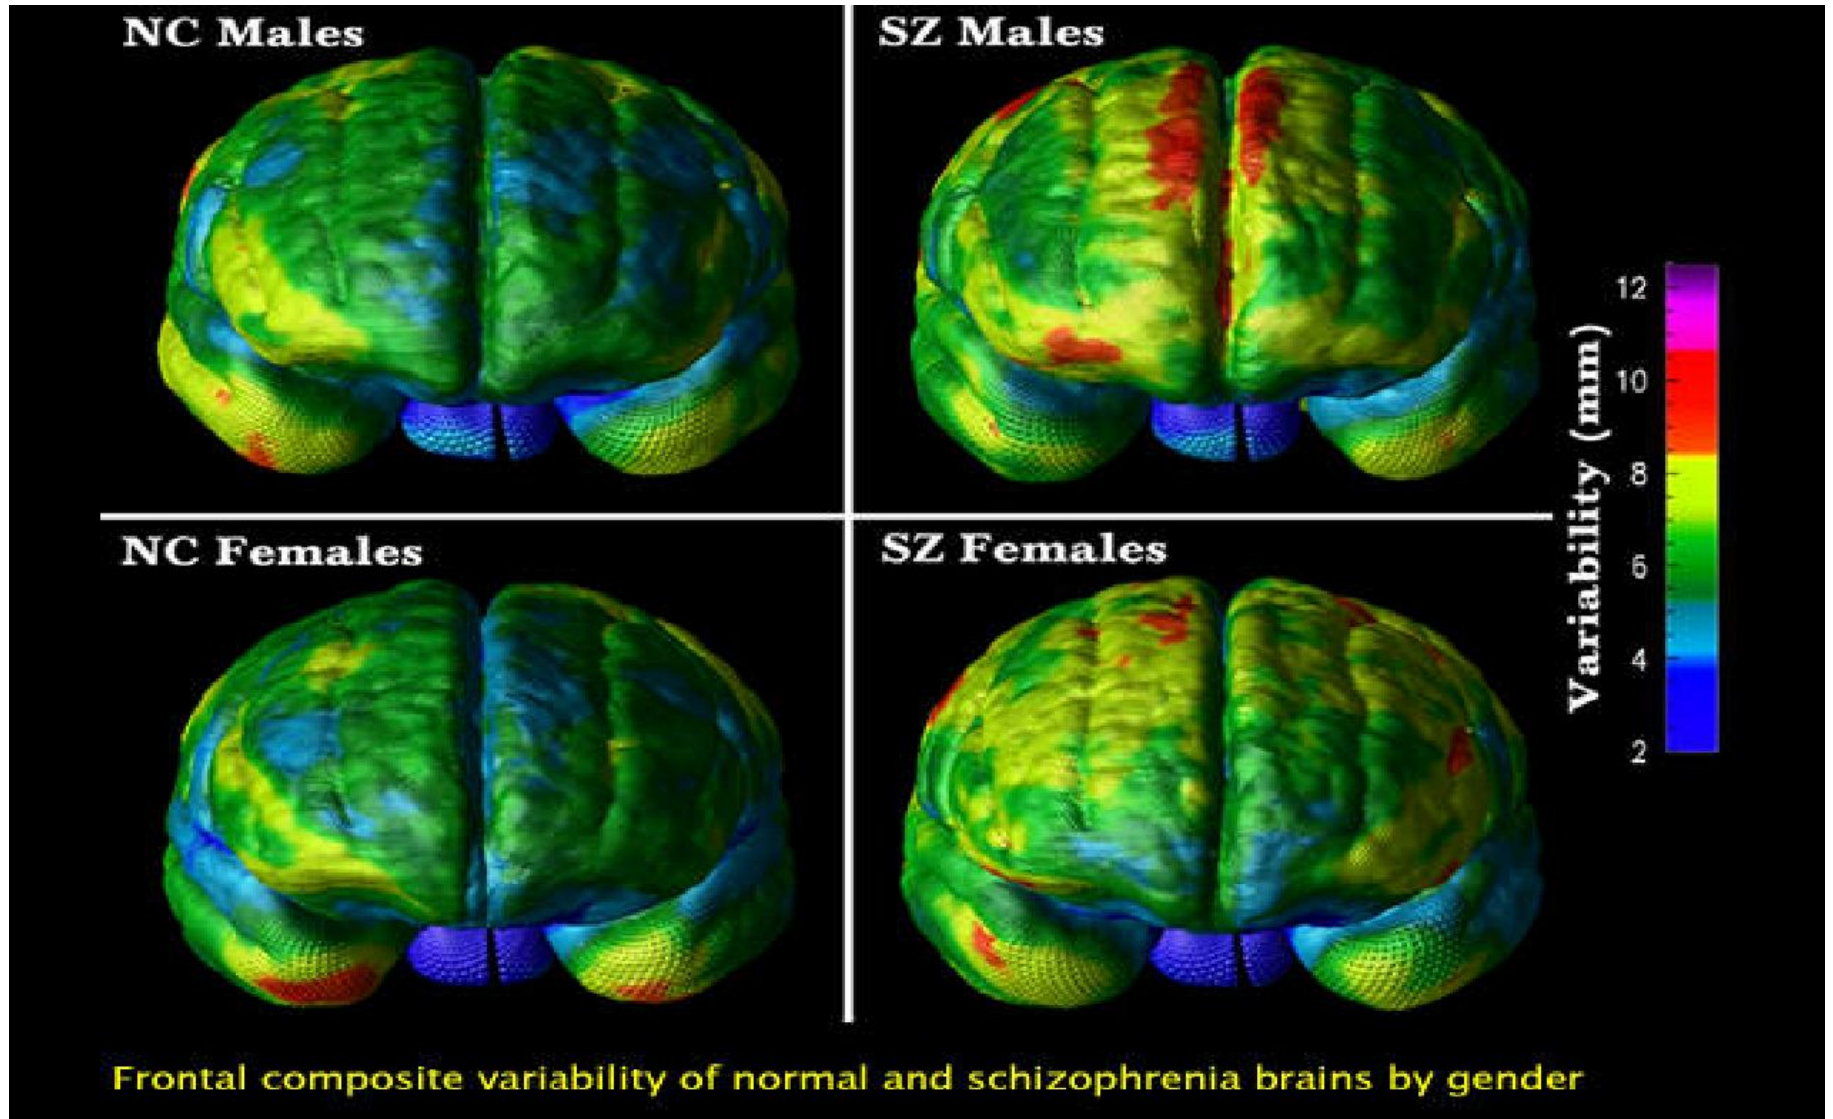 NC Males
SZ Males
NC Females
SZ Females
12
10
8
6
4
2
Variability (mm)
Frontal composite variability of normal and schizophrenia brains by gender